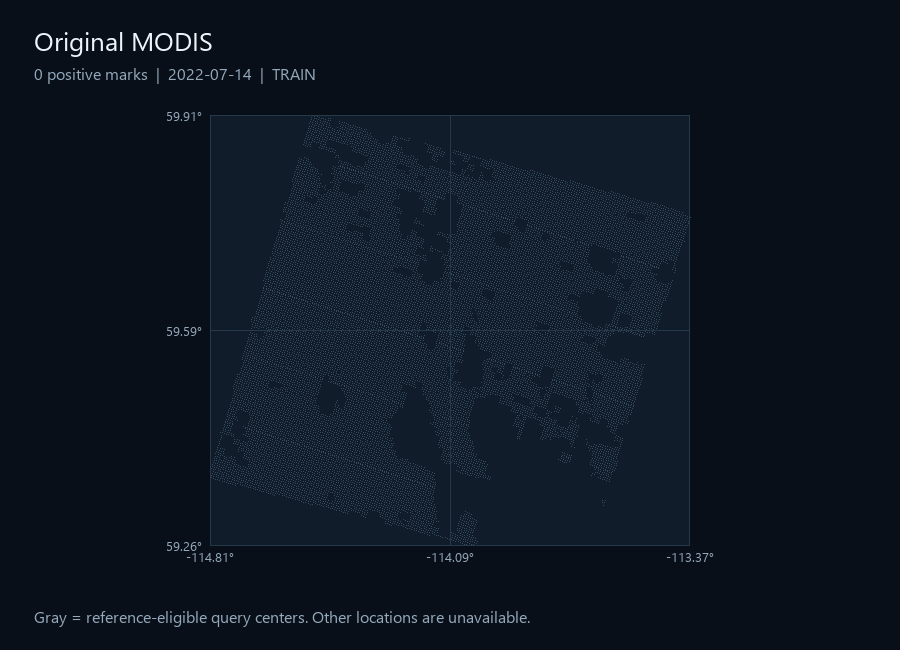 Original MODIS
0 positive marks | 2022-07-14 | TRAIN
59.91°
59.59°
59.26°
-114.81°
-114.09°
-113.37°
Gray = reference-eligible query centers. Other locations are unavailable.